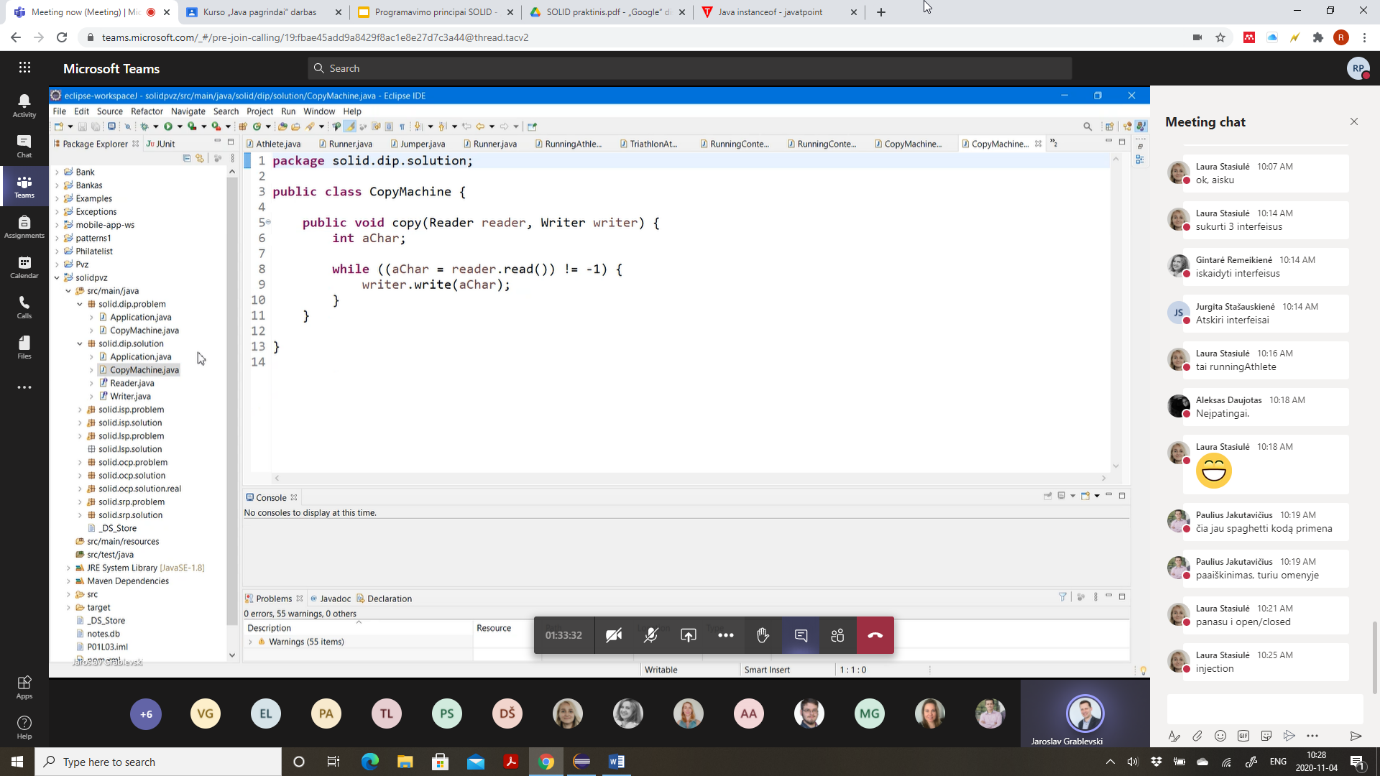 Meeting now (Meeting) | Mi
Kurso „Java pagrindai" darbas
Programavimo principai SOLID -
SOLID praktinis.pdf - „Google" d
Java instanceof - javatpoint
teams.microsoft.com/_#/pre-join-calling/19:fbae45add9a8429f8ac1e8e27d7c3a44@thread.tacv2
R
Microsoft Teams
Search
RP
Activity
Chat
Teams
Assignments
Calendar
Calls
Files
Apps
Help
eclipse-workspaceJ - solidpvz/src/main/java/solid/dip/solution/CopyMachine.java - Eclipse IDE
File Edit Source Refactor Navigate Search Project Run Window Help
Package Explorer
JUnit
Athlete.java
Runner.java
Jumper.java
Runner.java
RunningAthle...
TriathlonAt...
RunningConte...
RunningConte...
CopyMachine...
CopyMachine...
Bank
Bankas
Examples
Exceptions
mobile-app-ws
patterns1
Philatelist
Pvz
solidpvz
src/main/java
solid.dip.problem
Application.java
CopyMachine.java
solid.dip.solution
Application.java
CopyMachine.java
Reader.java
Writer.java
solid.isp.problem
solid.isp.solution
solid.lsp.problem
solid.lsp.solution
solid.ocp.problem
solid.ocp.solution
solid.ocp.solution.real
solid.srp.problem
solid.srp.solution
_DS_Store
src/main/resources
src/test/java
JRE System Library [JavaSE-1.8]
Maven Dependencies
src
target
_DS_Store
notes.db
P01L03.iml
Jaroslav Grablevski
1 package solid.dip.solution;
2
3 public class CopyMachine {
4
5 public void copy(Reader reader, Writer writer) {
6 int aChar;
7
8 while ((aChar = reader.read()) != -1) {
9 writer.write(aChar);
10 }
11 }
12
13 }
14
Console
No consoles to display at this time.
Problems
Javadoc
Declaration
0 errors, 55 warnings, 0 others
Description
Resource
Warnings (55 items)
01:33:32
Writable
Smart Insert
1 : 1 : 0
+6
VG
EL
PA
TL
PS
DŠ
AA
MG
Jaroslav Grablevski
Meeting chat
Laura Stasiulė 10:07 AM
ok, aisku
Laura Stasiulė 10:14 AM
sukurti 3 interfeisus
Gintarė Remeikienė 10:14 AM
iskaidyti interfeisus
JS
Jurgita Stašauskienė 10:14 AM
Atskiri interfeisai
Laura Stasiulė 10:16 AM
tai runningAthlete
Aleksas Daujotas 10:18 AM
Neįpatingai.
Laura Stasiulė 10:18 AM
Paulius Jakutavičius 10:19 AM
čia jau spaghetti kodą primena
Paulius Jakutavičius 10:19 AM
paaiškinimas, turiu omenyje
Laura Stasiulė 10:21 AM
panasu i open/closed
Laura Stasiulė 10:25 AM
injection
GIF
Type here to search
ENG
10:28
2020-11-04
1